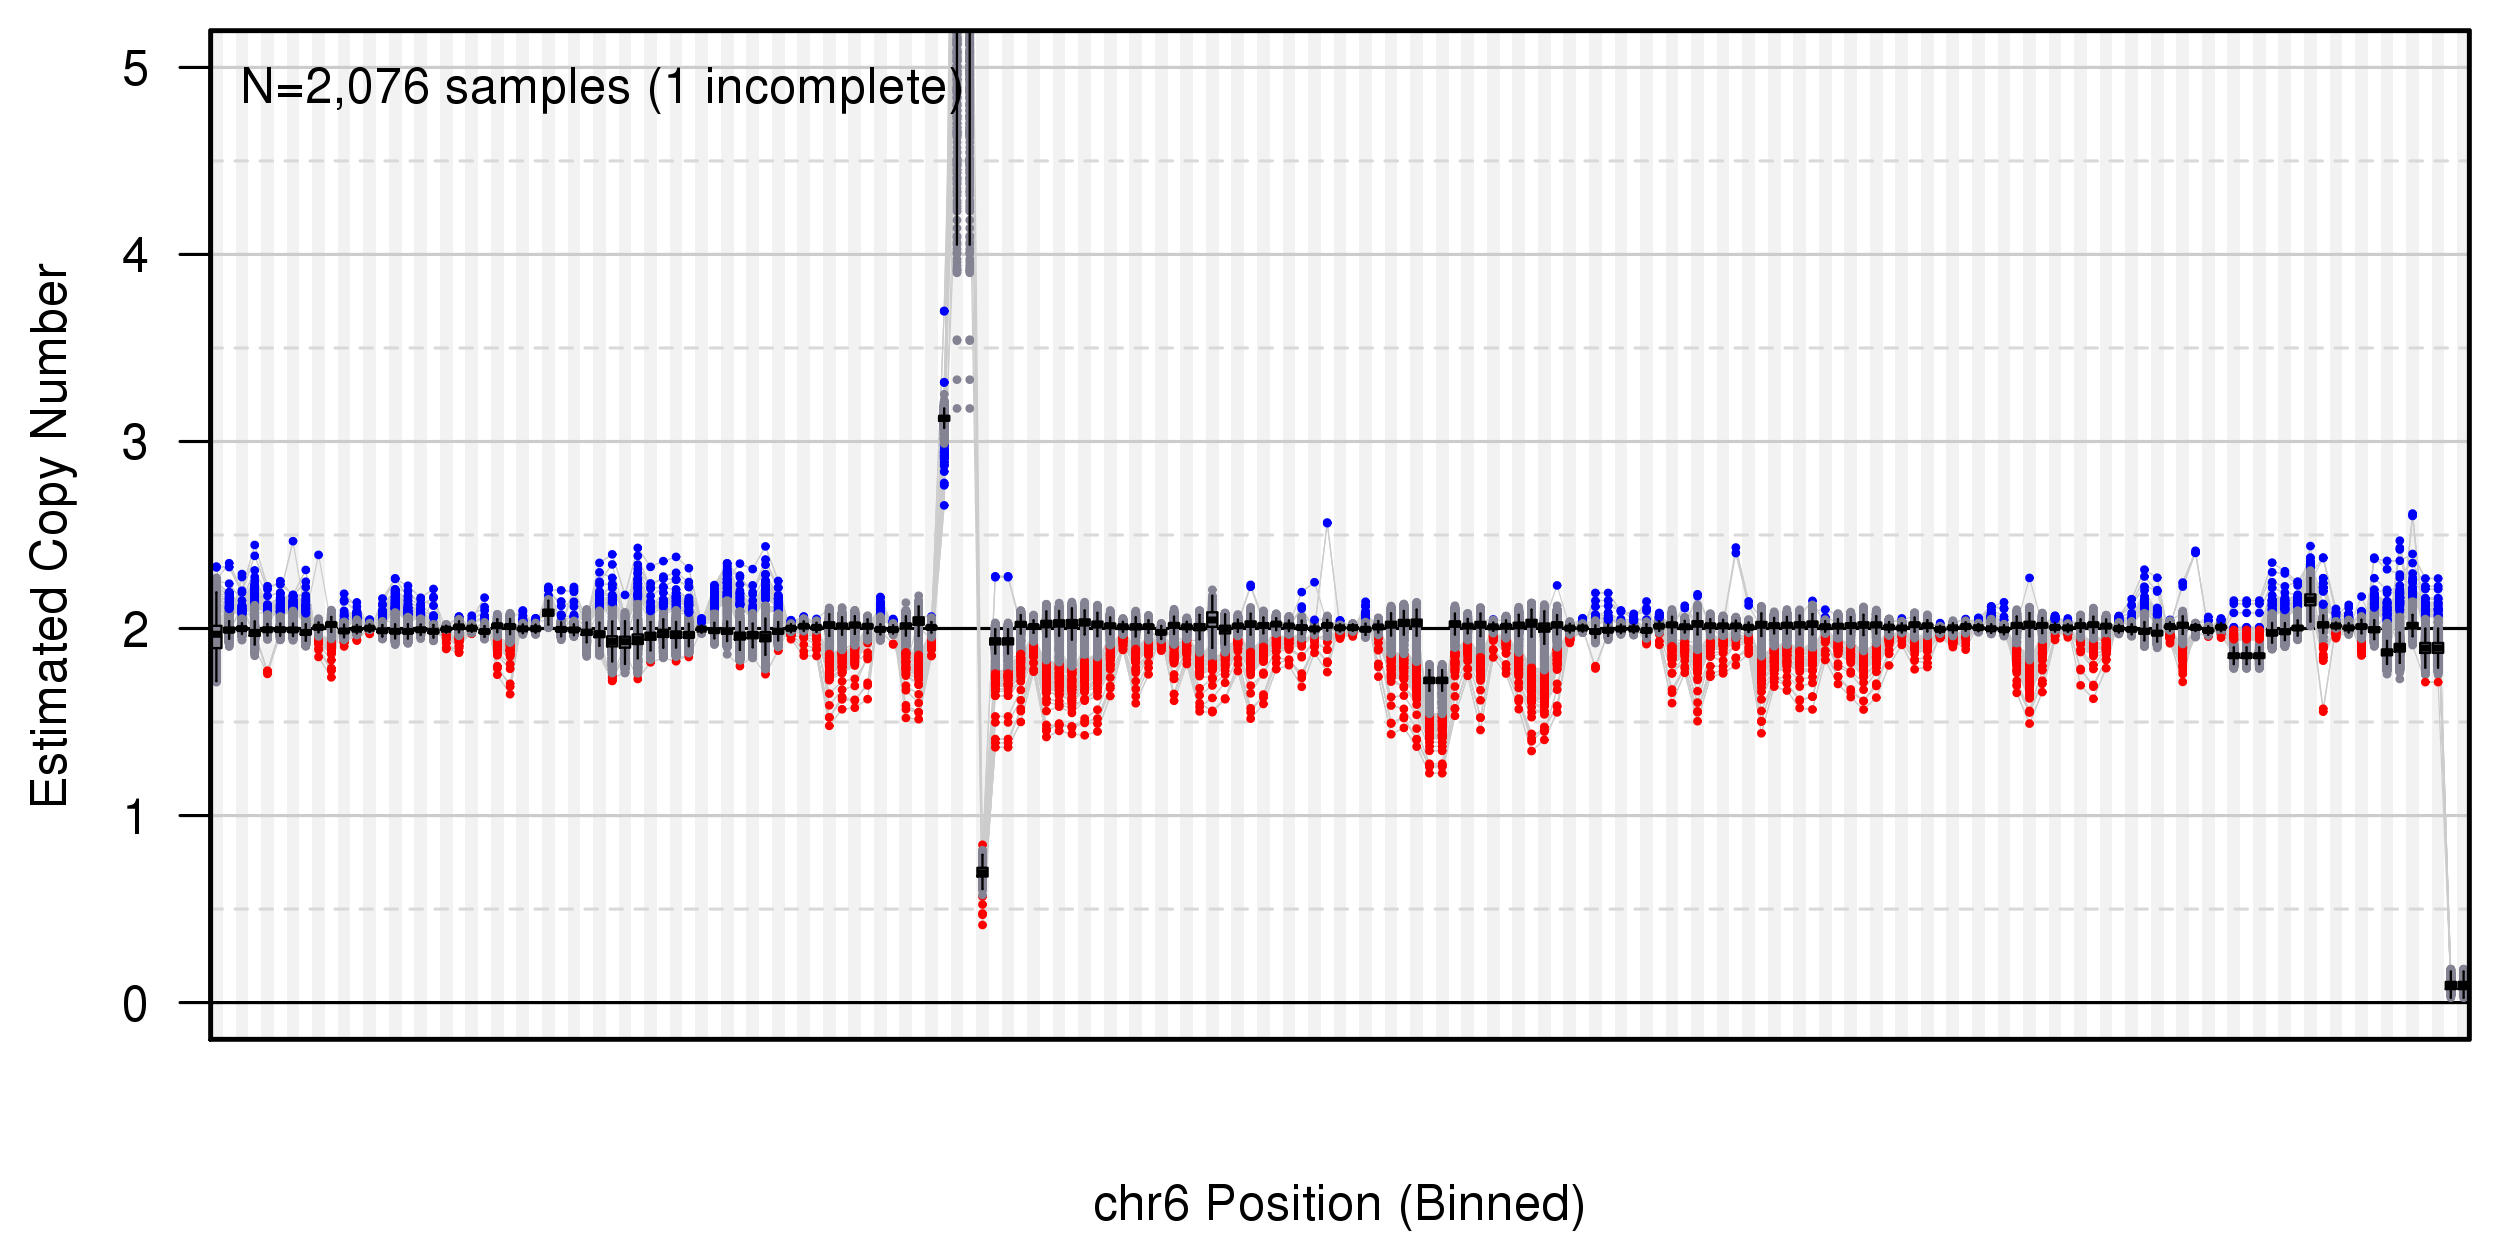 N=2,076 samples (1 incomplete)
Estimated Copy Number
5
4
3
2
1
0
chr6 Position (Binned)